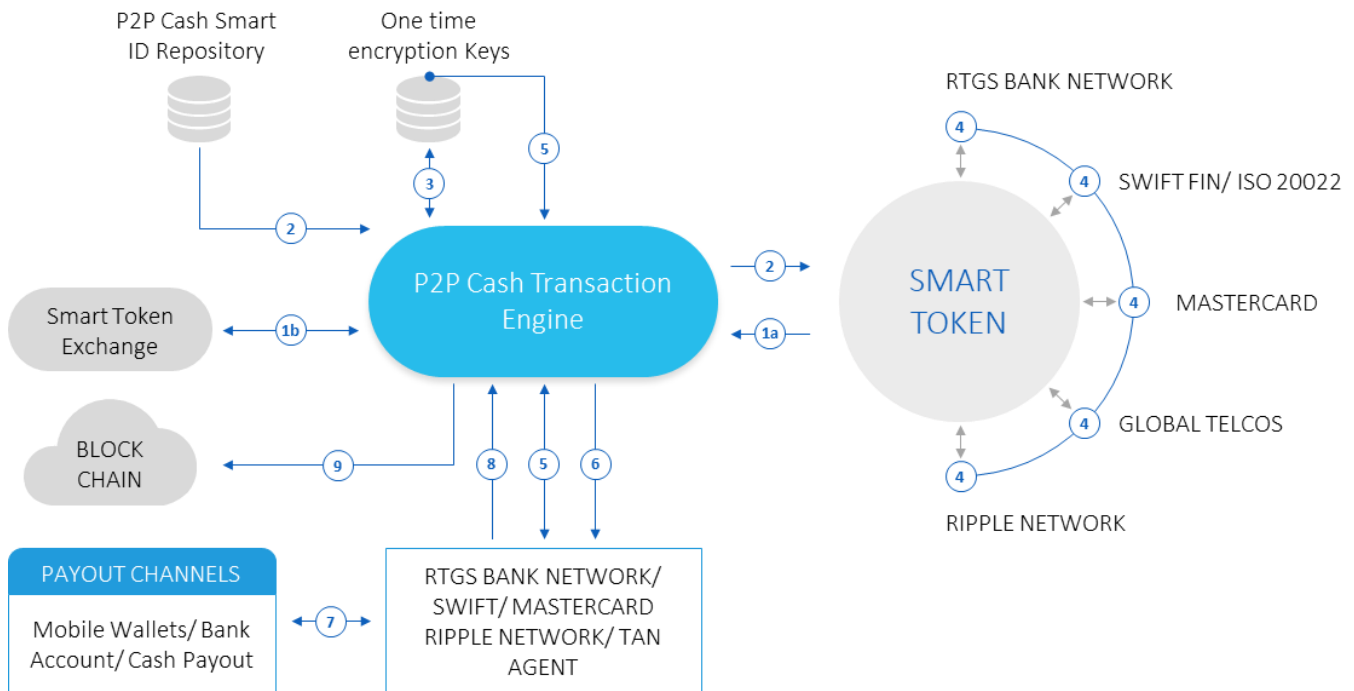 P2P Cash Smart
ID Repository
One time
encryption Keys
RTGS BANK NETWORK
4
5
4
SWIFT FIN/ ISO 20022
3
2
P2P Cash Transaction
Engine
2
SMART
TOKEN
4
MASTERCARD
Smart Token
Exchange
1b
1a
4
GLOBAL TELCOS
BLOCK
CHAIN
9
8
5
6
4
RIPPLE NETWORK
PAYOUT CHANNELS
Mobile Wallets/ Bank
Account/ Cash Payout
7
RTGS BANK NETWORK/
SWIFT/ MASTERCARD
RIPPLE NETWORK/ TAN
AGENT